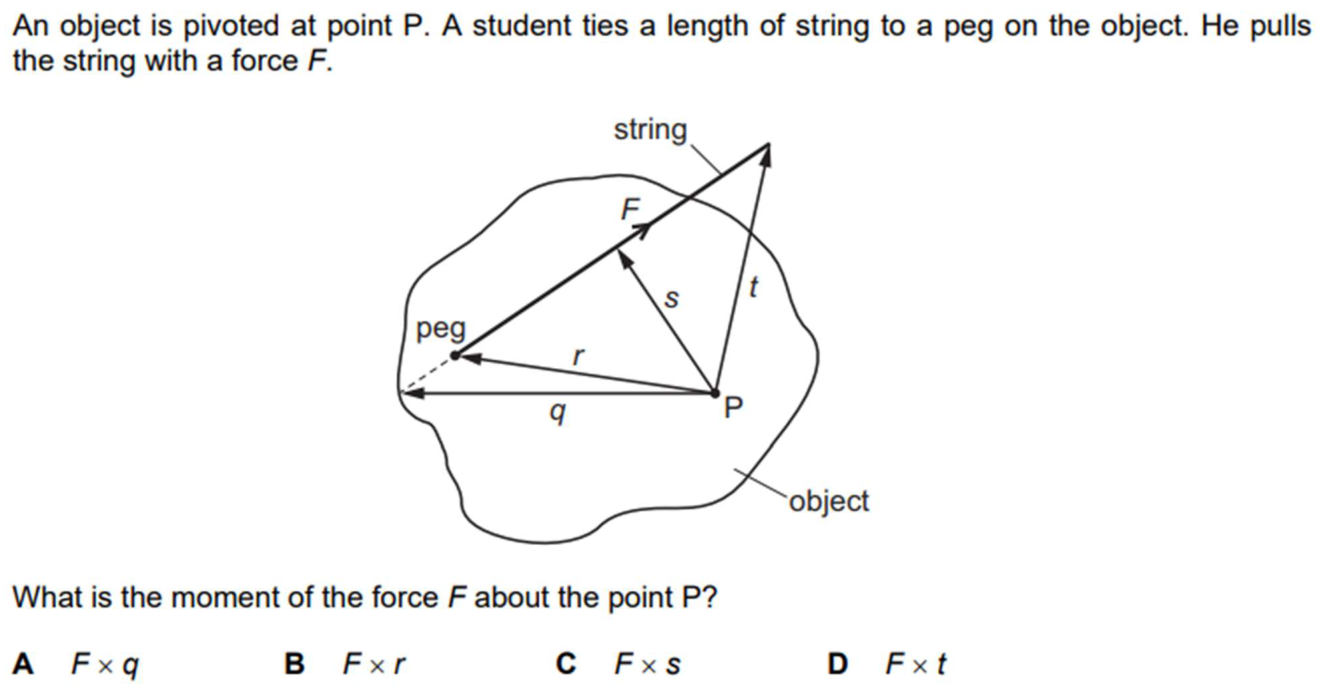 An object is pivoted at point P. A student ties a length of string to a peg on the object. He pulls
the string with a force F.
string
F
s
t
peg
r
q
P
object
What is the moment of the force F about the point P?
A F × q B F × r C F × s D F × t